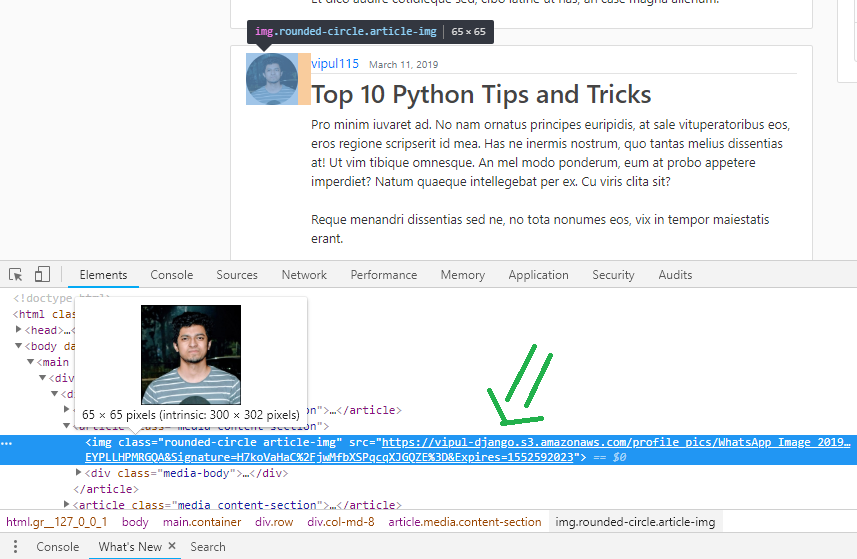 img.rounded-circle.article-img | 65 × 65
vipul115 March 11, 2019
Top 10 Python Tips and Tricks
Pro minim iuvaret ad. No nam ornatus principes euripidis, at sale vituperatoribus eos,
eros regione scripserit id mea. Has ne inermis nostrum, quo tantas melius dissentias
at! Ut vim tibique omnesque. An mel modo ponderum, eum at probo appetere
imperdiet? Natum quaeque intellegebat per ex. Cu viris clita sit?
Reque menandri dissentias sed ne, no tota nonumes eos, vix in tempor maiestatis
erant.
Elements Console Sources Network Performance Memory Application Security Audits
<!doctype html>
<html clas
<head>…<
<body da
<main
<div
<d
65 × 65 pixels (intrinsic: 300 × 302 pixels)
section">…</article>
<article class="media content-section">
<img class="rounded-circle article-img" src="https://vipul-django.s3.amazonaws.com/profile_pics/WhatsApp Image 2019…
EYPLLHPMRGQA&Signature=H7koVaHaC%2FjwMfbXSPqcqXJGQZE%3D&Expires=1552592023"> == $0
<div class="media-body">…</div>
</article>
<article class="media content-section">…</article>
html.gr__127_0_0_1 body main.container div.row div.col-md-8 article.media.content-section img.rounded-circle.article-img
Console What's New × Search